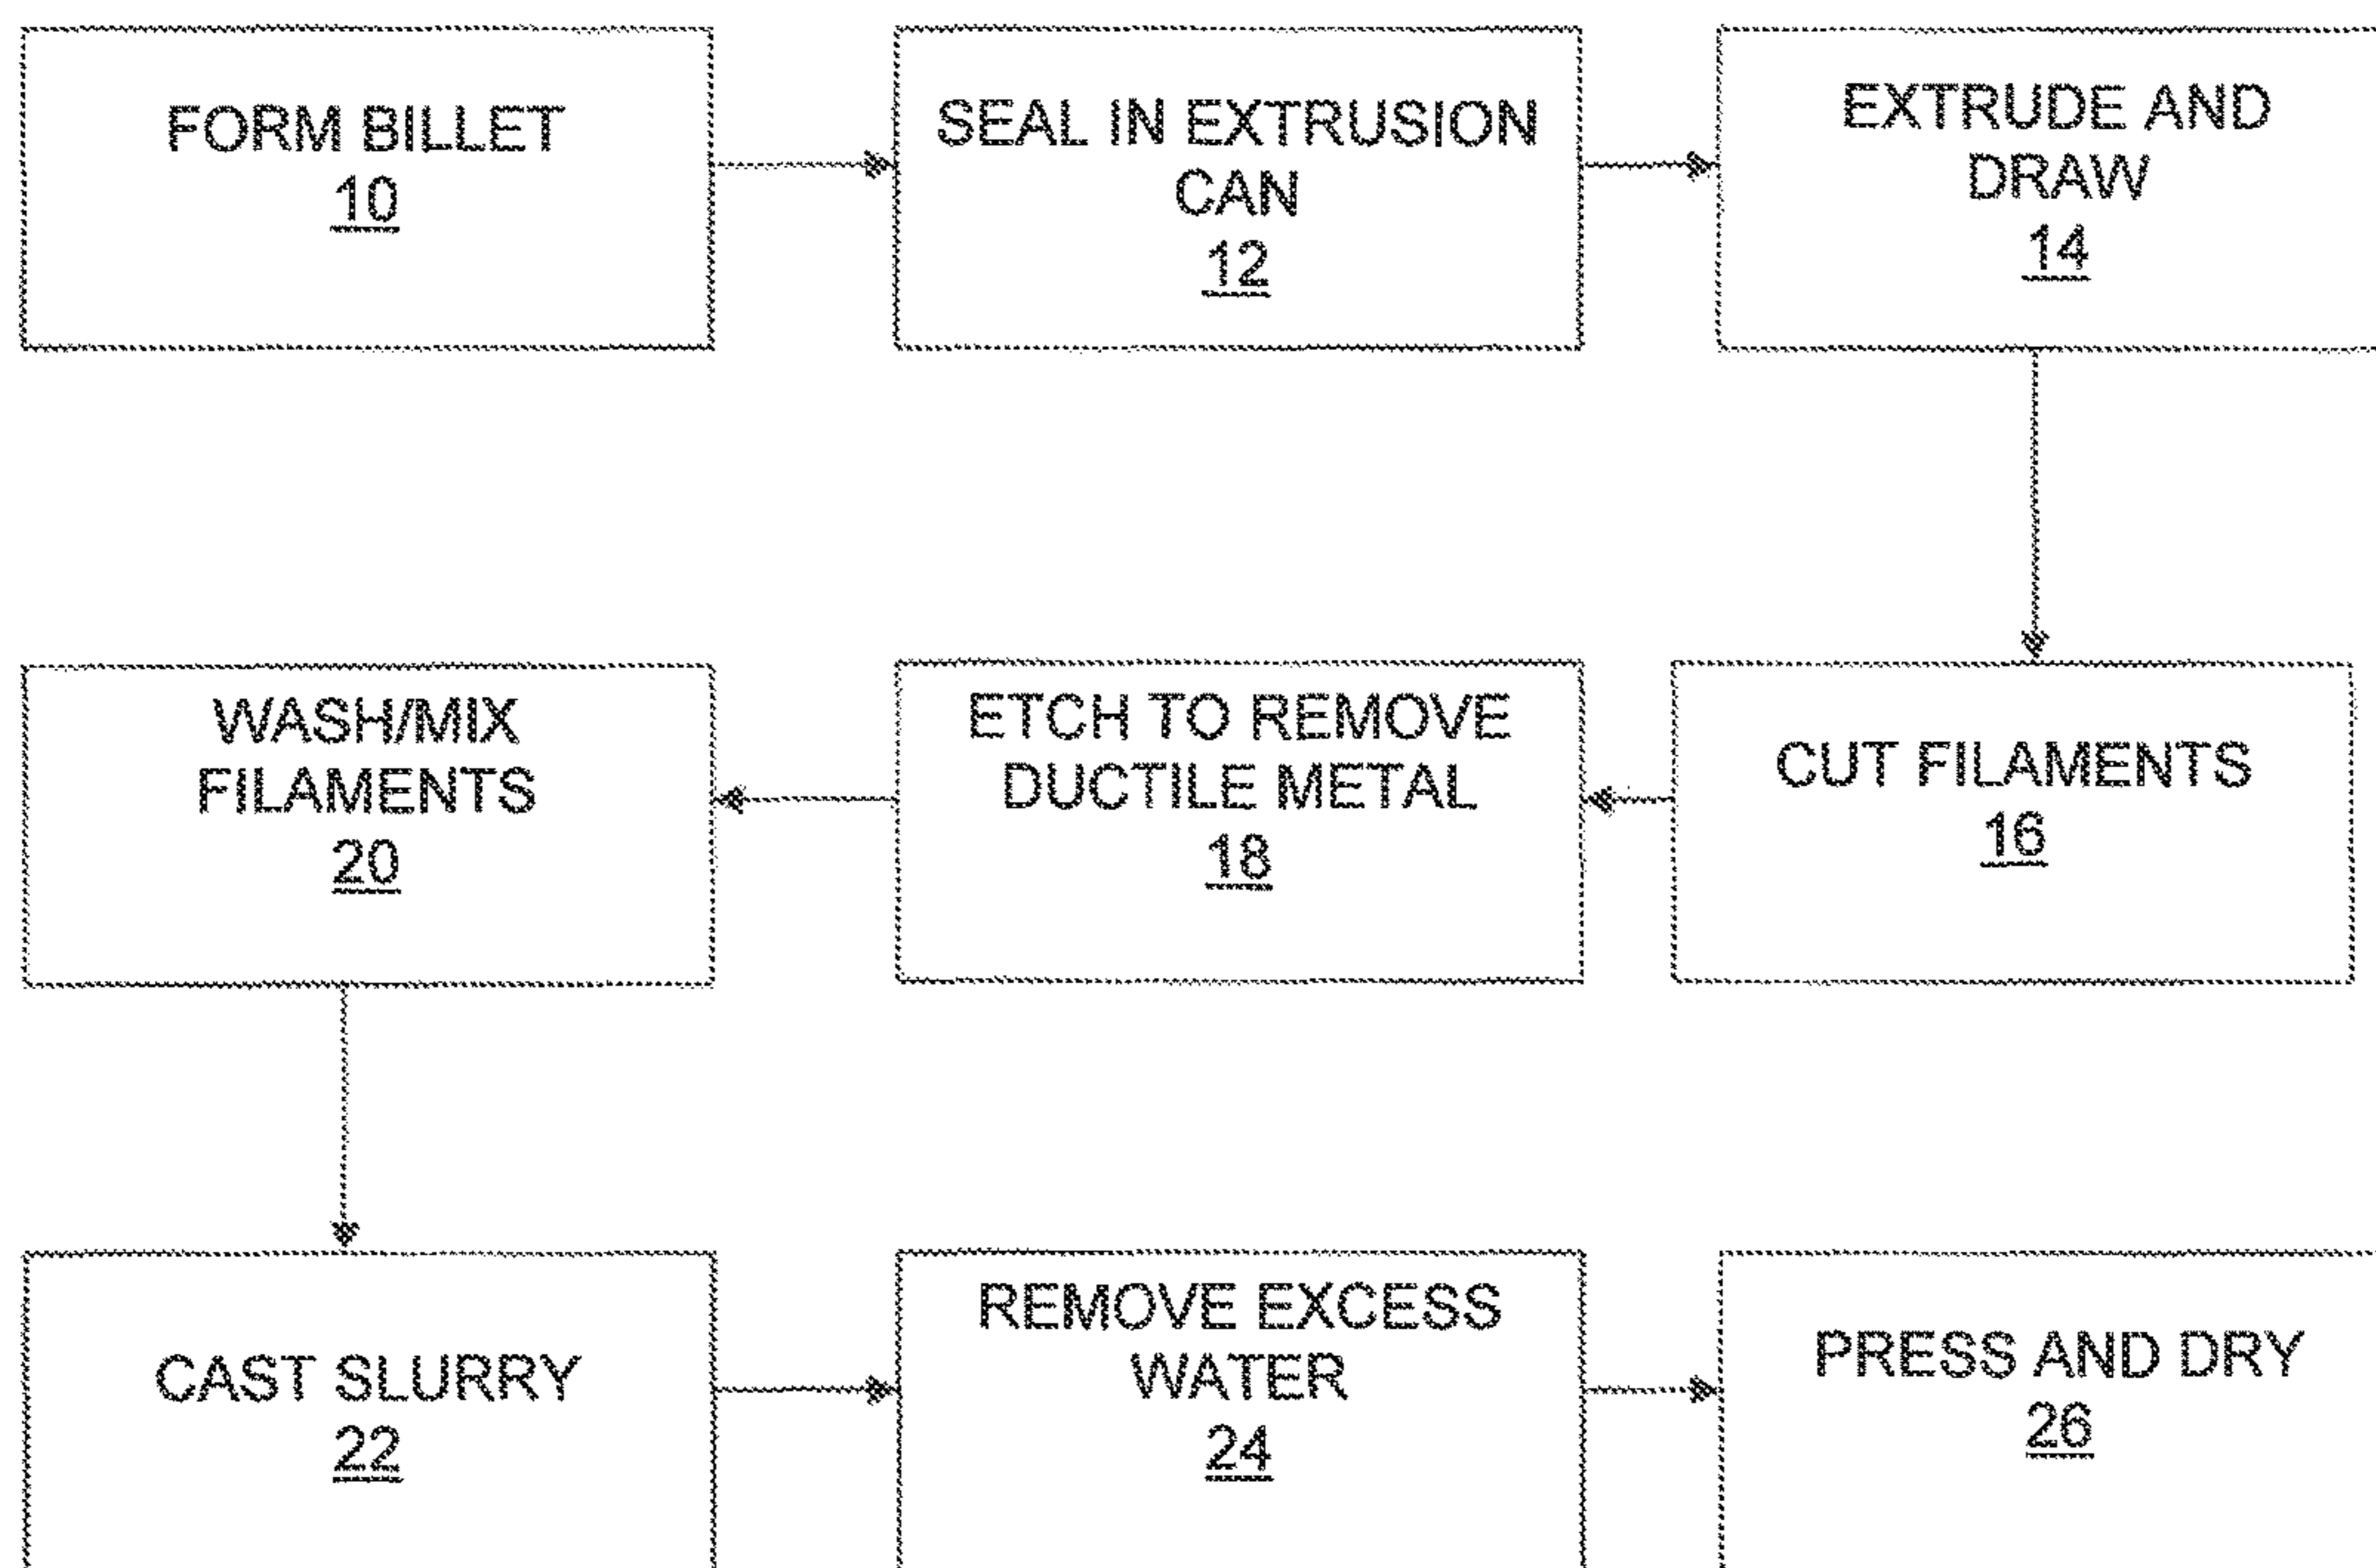 FORM BILLET
10
SEAL IN EXTRUSION
CAN
12
EXTRUDE AND
DRAW
14
CUT FILAMENTS
16
ETCH TO REMOVE
DUCTILE METAL
18
WASH/MIX
FILAMENTS
20
CAST SLURRY
22
REMOVE EXCESS
WATER
24
PRESS AND DRY
26